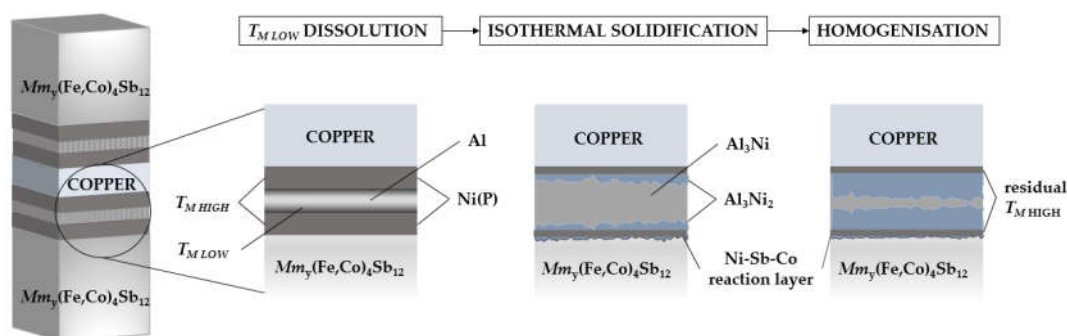 T_M LOW DISSOLUTION
ISOTHERMAL SOLIDIFICATION
HOMOGENISATION
Mm_y(Fe,Co)_4Sb_12
COPPER
Mm_y(Fe,Co)_4Sb_12
COPPER
Al
T_M HIGH
Ni(P)
T_M LOW
Mm_y(Fe,Co)_4Sb_12
COPPER
Al_3Ni
Al_3Ni_2
Ni-Sb-Co
reaction layer
Mm_y(Fe,Co)_4Sb_12
COPPER
residual
T_M HIGH
Mm_y(Fe,Co)_4Sb_12